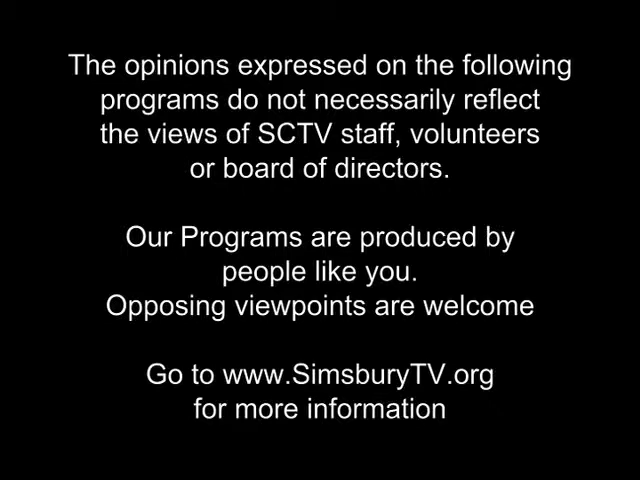 The opinions expressed on the following
programs do not necessarily reflect
the views of SCTV staff, volunteers
or board of directors.
Our Programs are produced by
people like you.
Opposing viewpoints are welcome
Go to www.SimsburyTV.org
for more information